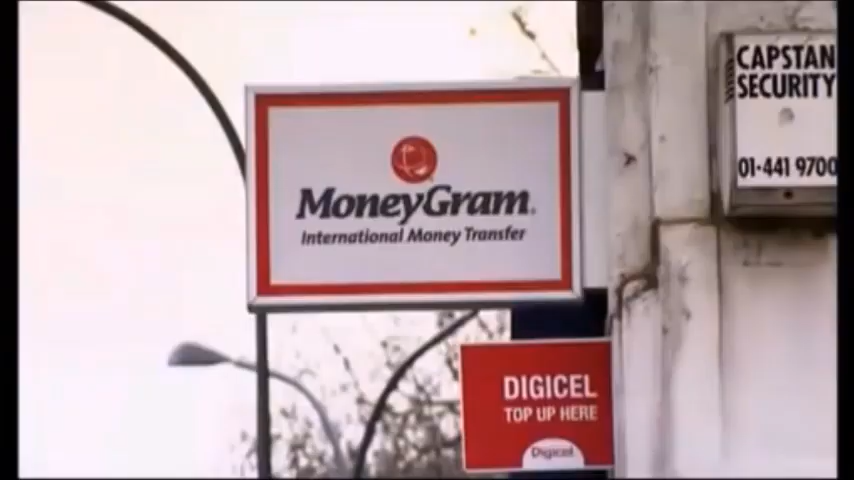 CAPSTAN
SECURITY
01-441 9700
MoneyGram.
International Money Transfer
DIGICEL
TOP UP HERE
Digicel